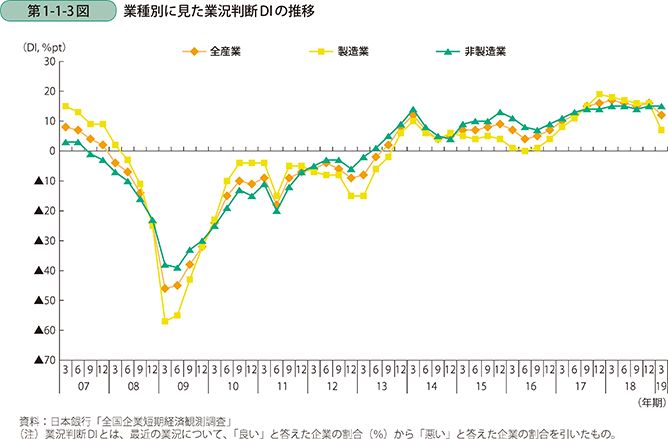 第1-1-3図 業種別に見た業況判断DIの推移
(DI, %pt)
全産業 製造業 非製造業
30
20
10
0
▲10
▲20
▲30
▲40
▲50
▲60
▲70
3 6 9 12 3 6 9 12 3 6 9 12 3 6 9 12 3 6 9 12 3 6 9 12 3 6 9 12 3 6 9 12 3 6 9 12 3 6 9 12 3 6 9 12 3 6 9 12 3
07 08 09 10 11 12 13 14 15 16 17 18 19
(年期)
資料：日本銀行「全国企業短期経済観測調査」
（注）業況判断DIとは、最近の業況について、「良い」と答えた企業の割合（%）から「悪い」と答えた企業の割合を引いたもの。